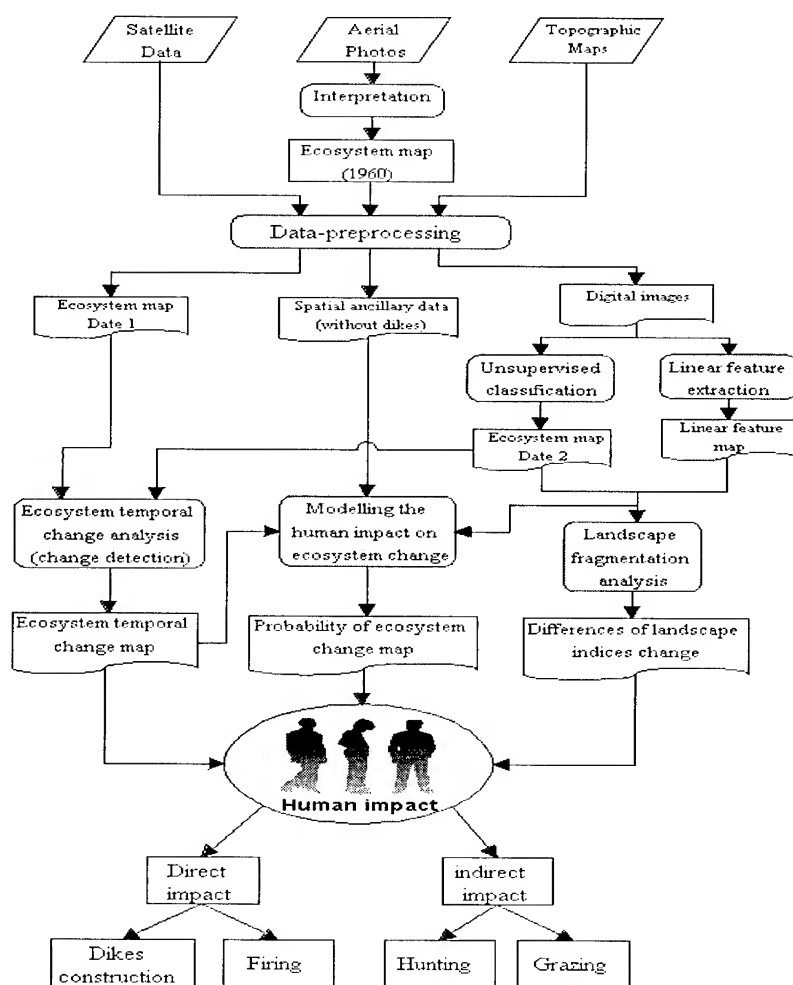 Satellite
Data
Aerial
Photos
Topographic
Maps
Interpretation
Ecosystem map
(1960)
Data-preprocessing
Ecosystem map
Date 1
Spatial ancillary data
(without dikes)
Digital images
Unsupervised
classification
Linear feature
extraction
Ecosystem map
Date 2
Linear feature
map
Ecosystem temporal
change analysis
(change detection)
Modelling the
human impact on
ecosystem change
Landscape
fragmentation
analysis
Ecosystem temporal
change map
Probability of ecosystem
change map
Differences of landscape
indices change
Human impact
Direct
impact
indirect
impact
Dikes
construction
Firing
Hunting
Grazing